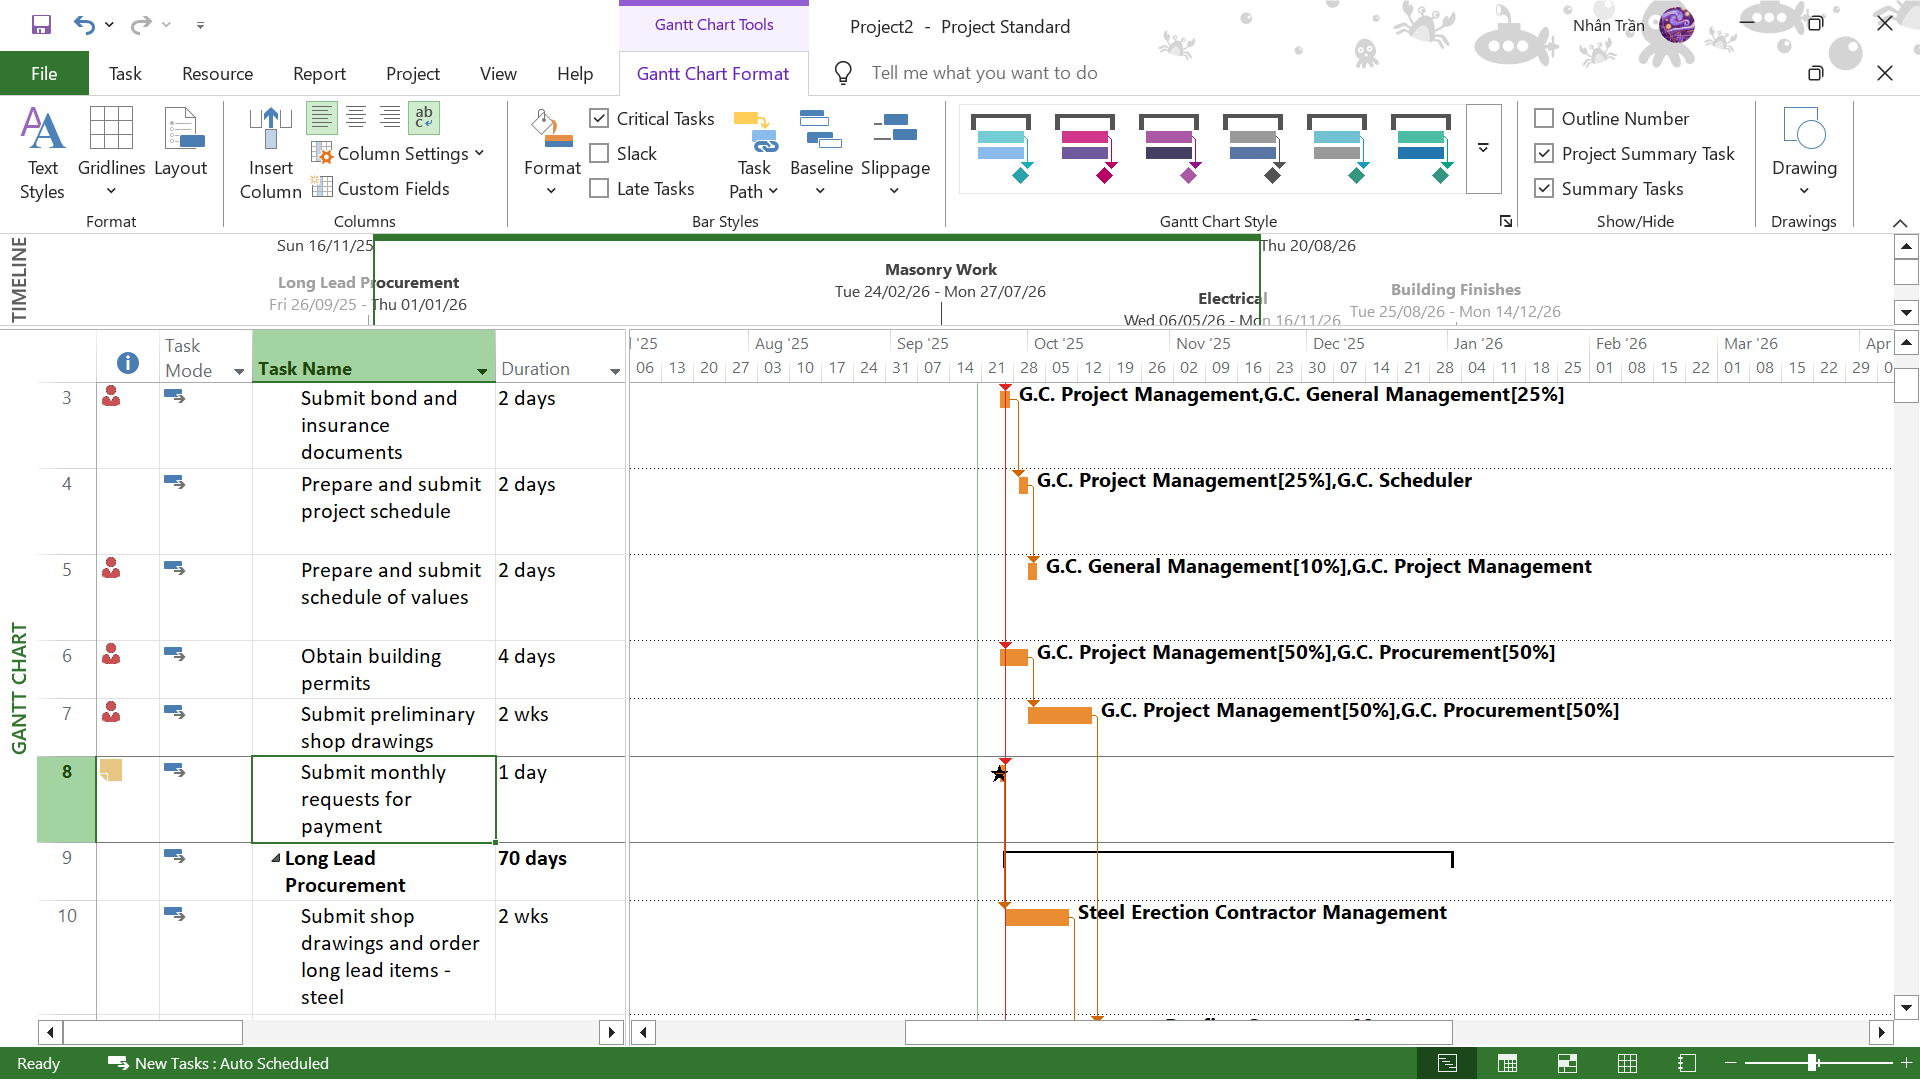 Gantt Chart Tools
Project2 - Project Standard
Nhân Trần
File
Task
Resource
Report
Project
View
Help
Gantt Chart Format
Tell me what you want to do
Text Styles
Gridlines
Layout
Format
Insert Column
ab
c
Column Settings
Custom Fields
Columns
Format
Critical Tasks
Slack
Late Tasks
Task Path
Baseline
Slippage
Bar Styles
Gantt Chart Style
Outline Number
Project Summary Task
Summary Tasks
Show/Hide
Drawing
Drawings
TIMELINE
Sun 16/11/25
Thu 20/08/26
Long Lead Procurement
Fri 26/09/25 - Thu 01/01/26
Masonry Work
Tue 24/02/26 - Mon 27/07/26
Electrical
Wed 06/05/26 - Mon 16/11/26
Building Finishes
Tue 25/08/26 - Mon 14/12/26
GANTT CHART
Task Mode
Task Name
Duration
'25 Aug '25 Sep '25 Oct '25 Nov '25 Dec '25 Jan '26 Feb '26 Mar '26 Apr
06 13 20 27 03 10 17 24 31 07 14 21 28 05 12 19 26 02 09 16 23 30 07 14 21 28 04 11 18 25 01 08 15 22 01 08 15 22 29
3 Submit bond and insurance documents 2 days
G.C. Project Management,G.C. General Management[25%]
4 Prepare and submit project schedule 2 days
G.C. Project Management[25%],G.C. Scheduler
5 Prepare and submit schedule of values 2 days
G.C. General Management[10%],G.C. Project Management
6 Obtain building permits 4 days
G.C. Project Management[50%],G.C. Procurement[50%]
7 Submit preliminary shop drawings 2 wks
G.C. Project Management[50%],G.C. Procurement[50%]
8 Submit monthly requests for payment 1 day
9 Long Lead Procurement 70 days
10 Submit shop drawings and order long lead items - steel 2 wks
Steel Erection Contractor Management
Ready
New Tasks : Auto Scheduled